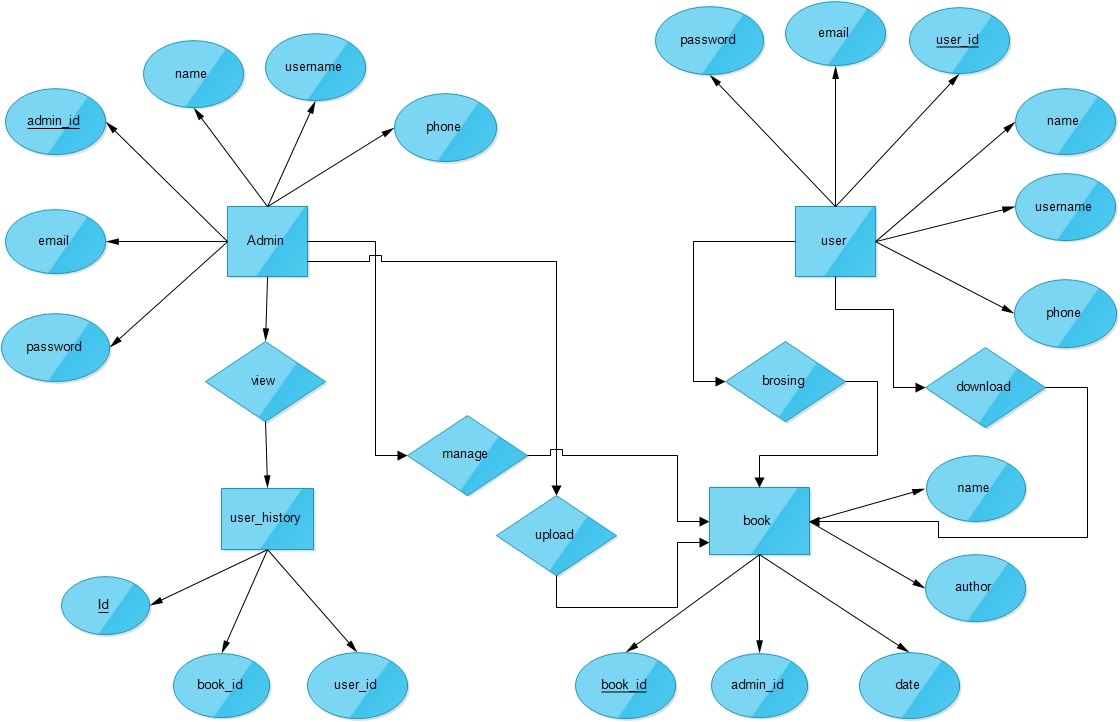 password
email
user_id
name
username
admin_id
phone
name
username
email
Admin
user
password
phone
view
brosing
download
manage
name
user_history
book
upload
Id
author
book_id
user_id
book_id
admin_id
date